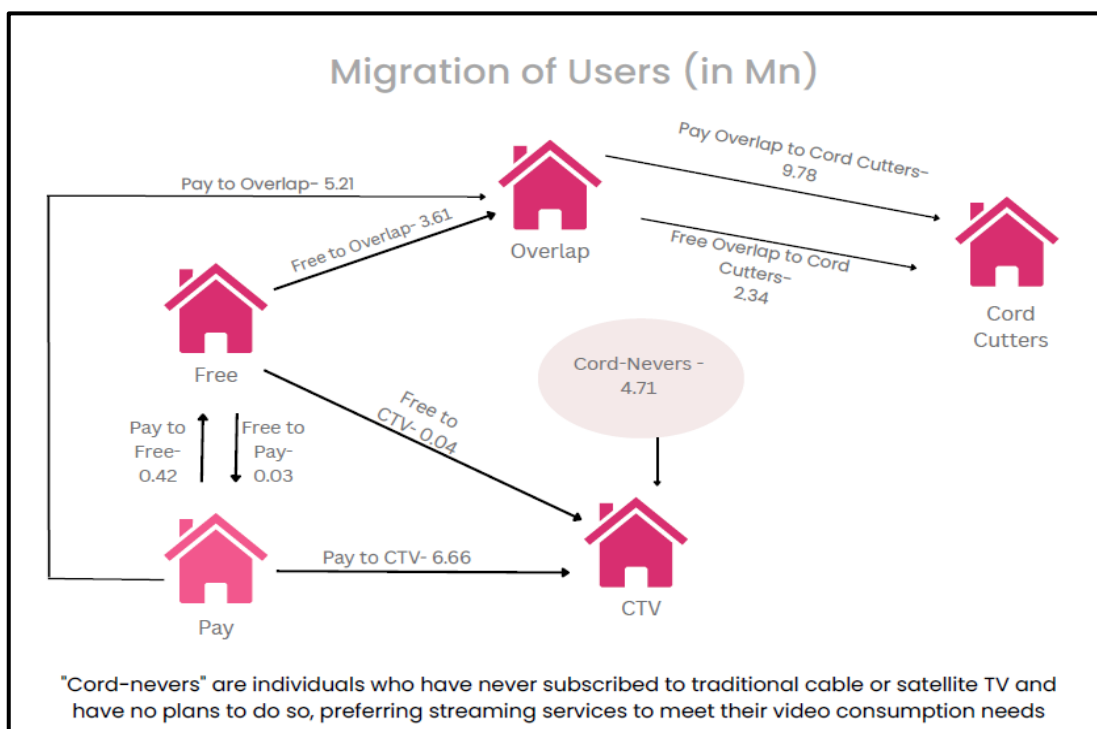 Migration of Users (in Mn)
Pay to Overlap- 5.21
Free to Overlap- 3.61
Overlap
Pay Overlap to Cord Cutters-
9.78
Free Overlap to Cord
Cutters-
2.34
Cord
Cutters
Free
Cord-Nevers -
4.71
Free to
CTV- 0.04
Pay to
Free-
0.42
Free to
Pay-
0.03
Pay to CTV- 6.66
Pay
CTV
"Cord-nevers" are individuals who have never subscribed to traditional cable or satellite TV and
have no plans to do so, preferring streaming services to meet their video consumption needs